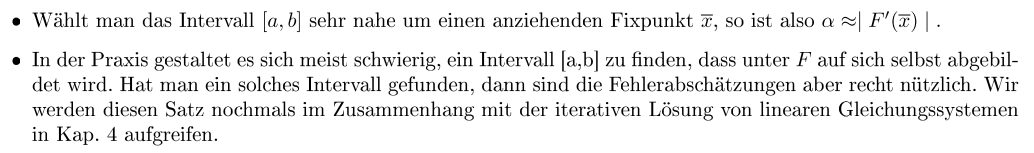 • Wählt man das Intervall [a, b] sehr nahe um einen anziehenden Fixpunkt x̅, so ist also α ≈| F′(x̅) | .
• In der Praxis gestaltet es sich meist schwierig, ein Intervall [a,b] zu finden, dass unter F auf sich selbst abgebil-
det wird. Hat man ein solches Intervall gefunden, dann sind die Fehlerabschätzungen aber recht nützlich. Wir
werden diesen Satz nochmals im Zusammenhang mit der iterativen Lösung von linearen Gleichungssystemen
in Kap. 4 aufgreifen.